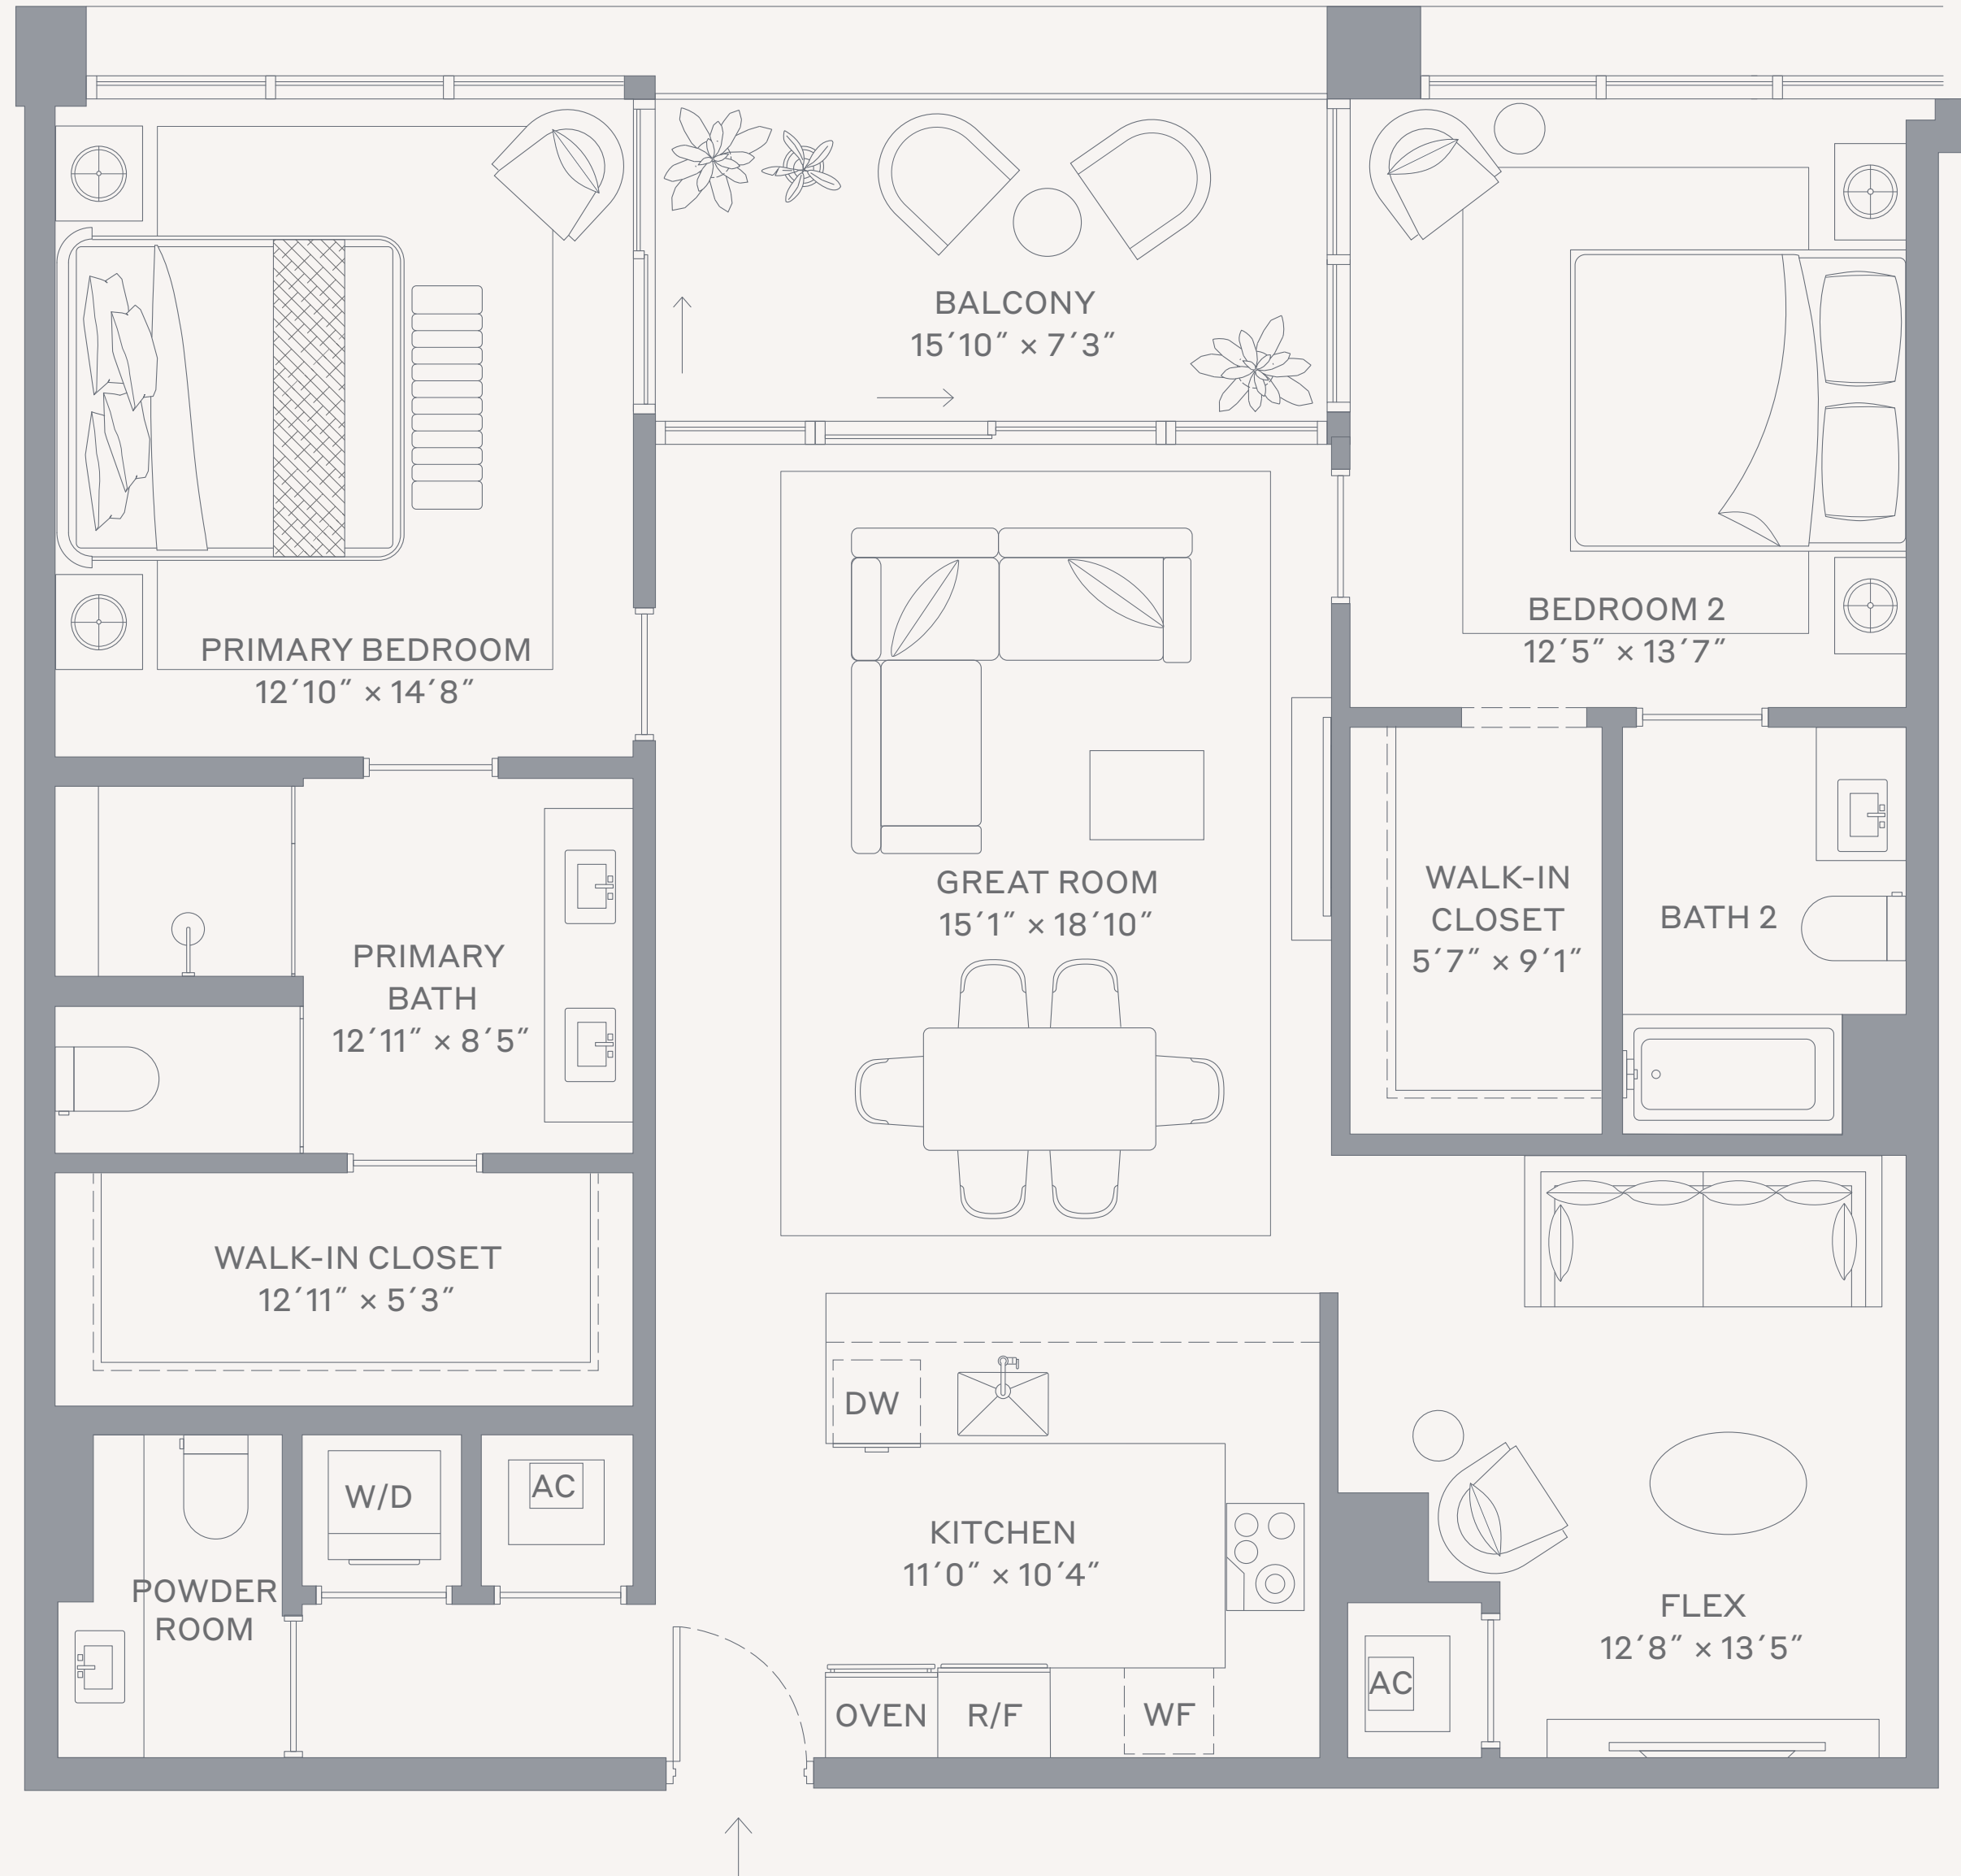 BALCONY
15´10˝ × 7´3˝
PRIMARY BEDROOM
12´10˝ × 14´8˝
BEDROOM 2
12´5˝ × 13´7˝
GREAT ROOM
15´1˝ × 18´10˝
WALK-IN
CLOSET
5´7˝ × 9´1˝
BATH 2
PRIMARY
BATH
12´11˝ × 8´5˝
WALK-IN CLOSET
12´11˝ × 5´3˝
DW
W/D
AC
KITCHEN
11´0˝ × 10´4˝
POWDER
ROOM
FLEX
12´8˝ × 13´5˝
AC
OVEN
R/F
WF